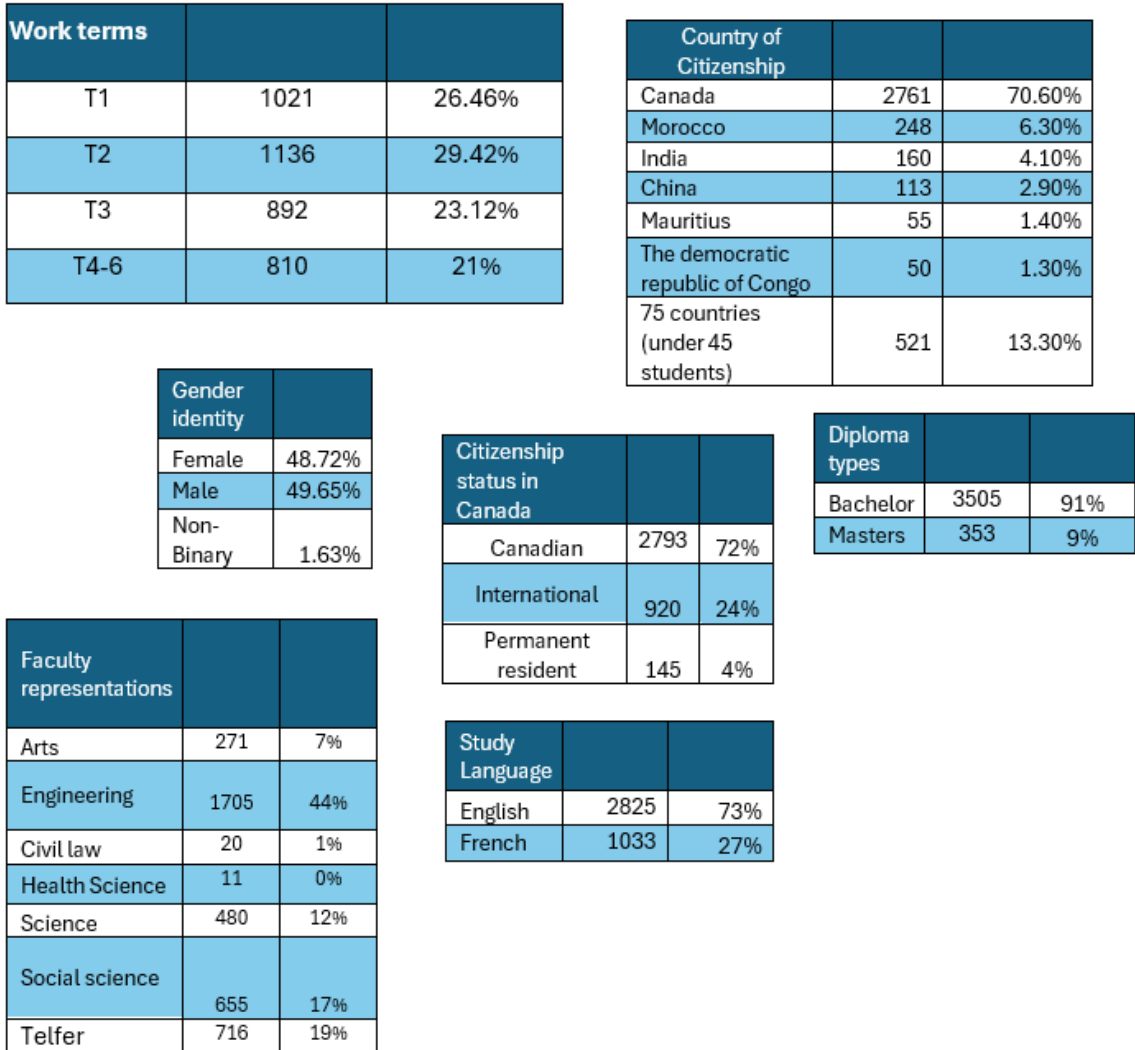 Work terms
T1 1021 26.46%
T2 1136 29.42%
T3 892 23.12%
T4-6 810 21%
Country of
Citizenship
Canada 2761 70.60%
Morocco 248 6.30%
India 160 4.10%
China 113 2.90%
Mauritius 55 1.40%
The democratic
republic of Congo 50 1.30%
75 countries
(under 45
students) 521 13.30%
Gender
identity
Female 48.72%
Male 49.65%
Non-
Binary 1.63%
Citizenship
status in
Canada
Canadian 2793 72%
International 920 24%
Permanent
resident 145 4%
Diploma
types
Bachelor 3505 91%
Masters 353 9%
Faculty
representations
Arts 271 7%
Engineering 1705 44%
Civil law 20 1%
Health Science 11 0%
Science 480 12%
Social science 655 17%
Telfer 716 19%
Study
Language
English 2825 73%
French 1033 27%